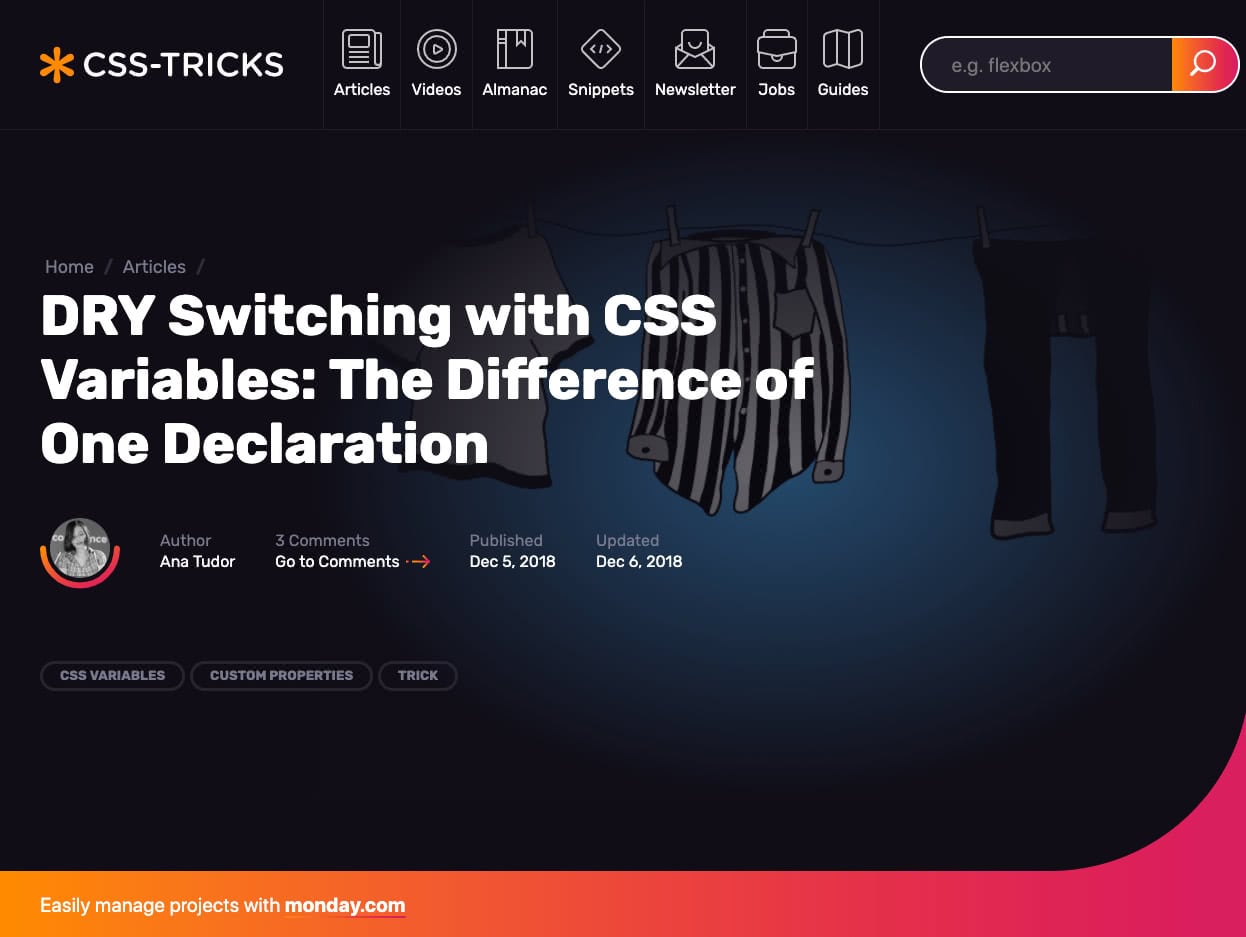 CSS-TRICKS
Articles
Videos
Almanac
Snippets
Newsletter
Jobs
Guides
e.g. flexbox
Home / Articles /
DRY Switching with CSS
Variables: The Difference of
One Declaration
Author
Ana Tudor
3 Comments
Go to Comments
Published
Dec 5, 2018
Updated
Dec 6, 2018
CSS VARIABLES
CUSTOM PROPERTIES
TRICK
Easily manage projects with monday.com